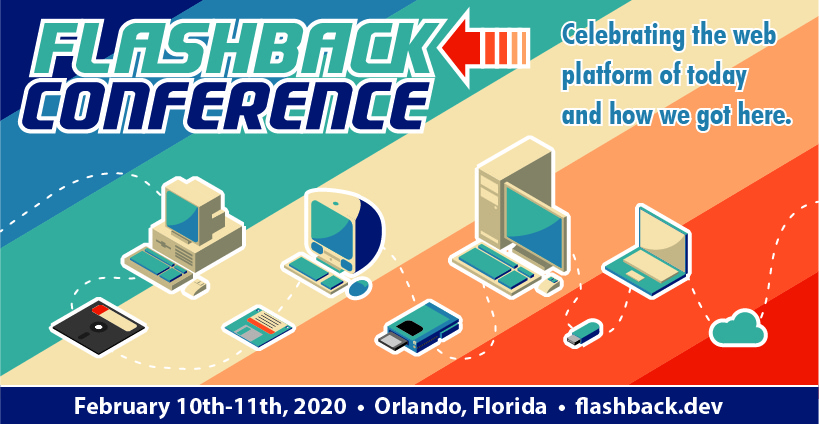 FLASHBACK
CONFERENCE
Celebrating the web
platform of today
and how we got here.
February 10th-11th, 2020 • Orlando, Florida • flashback.dev